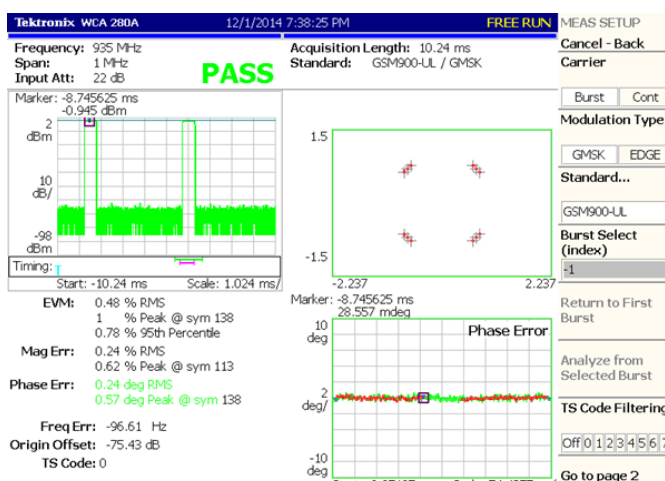 Tektronix WCA 280A 12/1/2014 7:38:25 PM FREE RUN
Frequency: 935 MHz
Span: 1 MHz
Input Att: 22 dB
PASS
Acquisition Length: 10.24 ms
Standard: GSM900-UL / GMSK
Marker: -8.745625 ms
-0.945 dBm
2
dBm
10
dB/
-98
dBm
Timing:
Start: -10.24 ms Scale: 1.024 ms/
1.5
-1.5
-2.237 2.237
EVM: 0.48 % RMS
1 % Peak @ sym 138
0.78 % 95th Percentile
Mag Err: 0.24 % RMS
0.62 % Peak @ sym 113
Phase Err: 0.24 deg RMS
0.57 deg Peak @ sym 138
Freq Err: -96.61 Hz
Origin Offset: -75.43 dB
TS Code: 0
Marker: -8.745625 ms
28.557 mdeg
10
deg
Phase Error
2
deg/
-10
deg
MEAS SETUP
Cancel - Back
Carrier
Burst Cont
Modulation Type
GMSK EDGE
Standard...
GSM900-UL
Burst Select
(index)
-1
Return to First
Burst
Analyze from
Selected Burst
TS Code Filtering
Off 0 1 2 3 4 5 6 7
Go to page 2